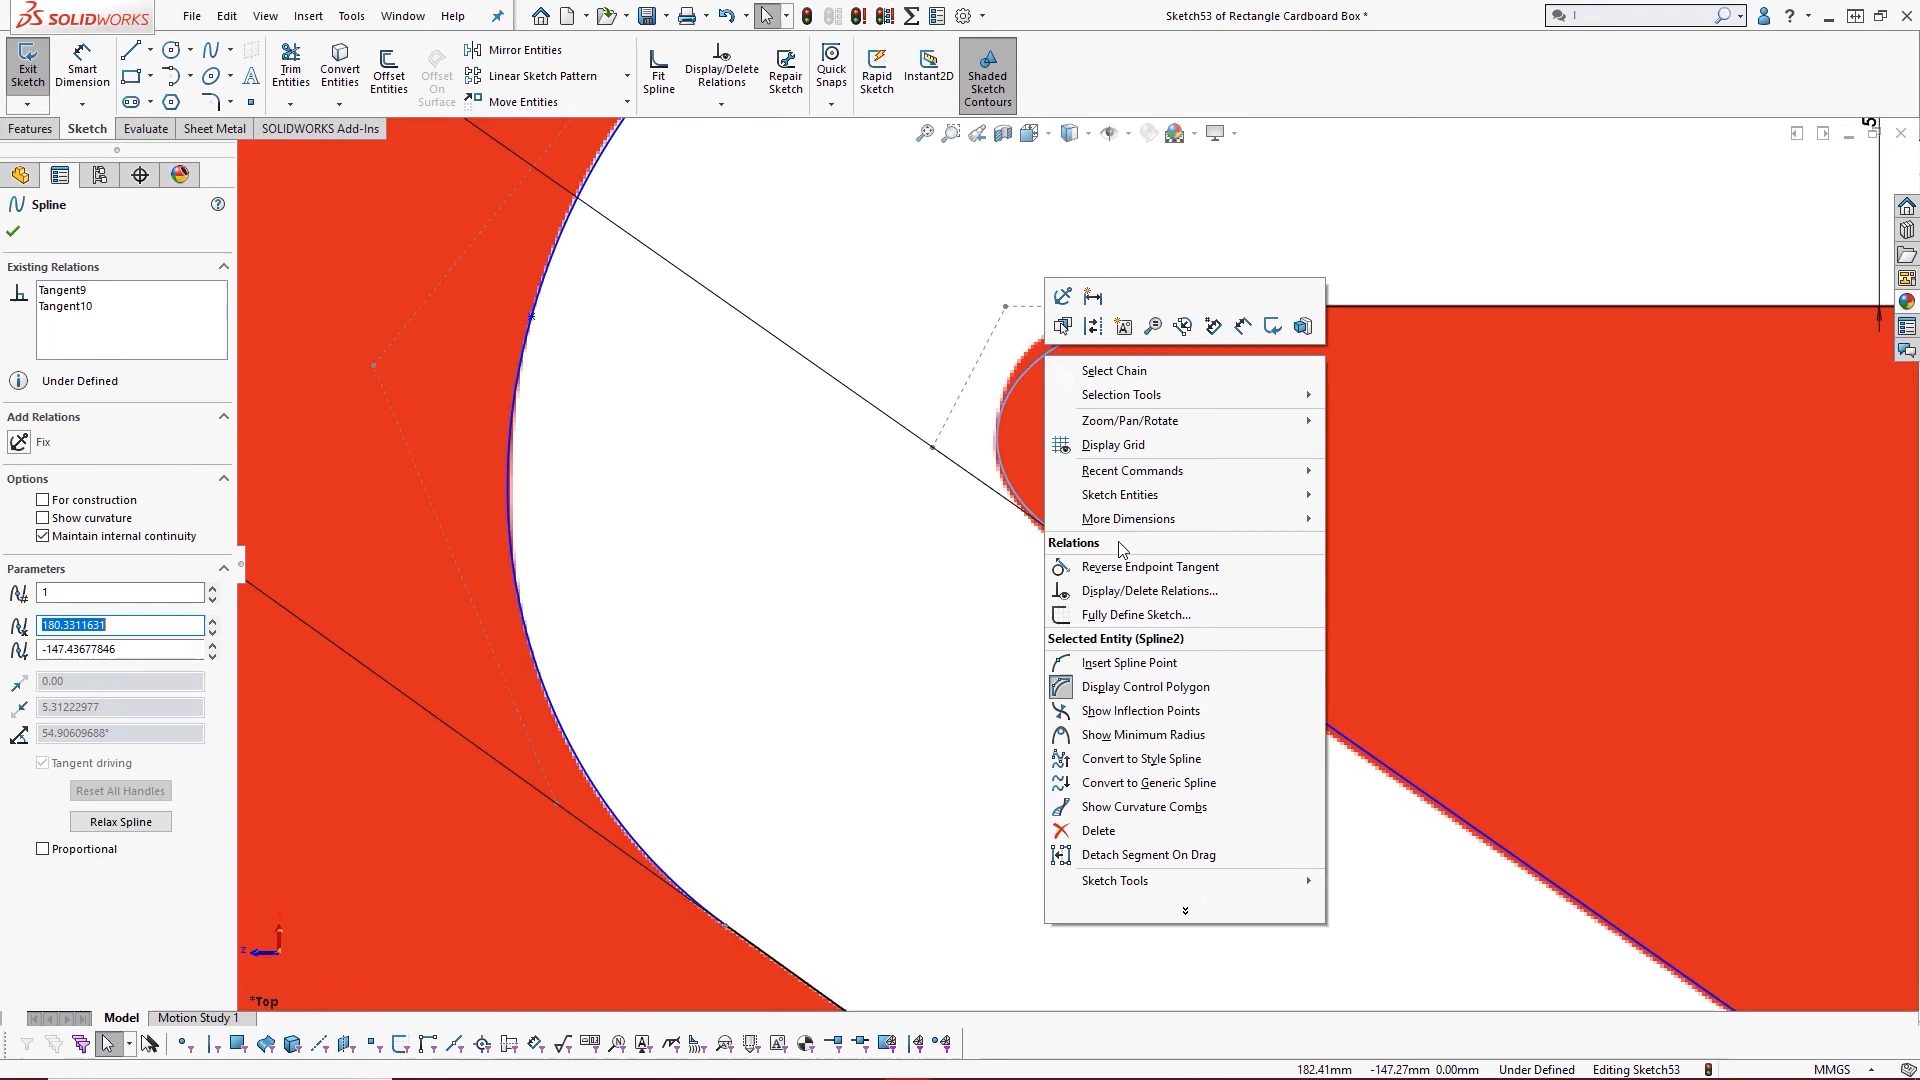 SOLIDWORKS
File Edit View Insert Tools Window Help
Sketch53 of Rectangle Cardboard Box *
Exit Sketch
Smart Dimension
Trim Entities
Convert Entities
Offset Entities
Offset On Surface
Mirror Entities
Linear Sketch Pattern
Move Entities
Fit Spline
Display/Delete Relations
Repair Sketch
Quick Snaps
Rapid Sketch
Instant2D
Shaded Sketch Contours
Features Sketch Evaluate Sheet Metal SOLIDWORKS Add-Ins
5
Spline
Existing Relations
Tangent9
Tangent10
Under Defined
Add Relations
Fix
Options
For construction
Show curvature
Maintain internal continuity
Parameters
1
180.3311631
-147.43677846
0.00
5.31222977
54.90609688°
Tangent driving
Reset All Handles
Relax Spline
Proportional
Select Chain
Selection Tools
Zoom/Pan/Rotate
Display Grid
Recent Commands
Sketch Entities
More Dimensions
Relations
Reverse Endpoint Tangent
Display/Delete Relations...
Fully Define Sketch...
Selected Entity (Spline2)
Insert Spline Point
Display Control Polygon
Show Inflection Points
Show Minimum Radius
Convert to Style Spline
Convert to Generic Spline
Show Curvature Combs
Delete
Detach Segment On Drag
Sketch Tools
Z
*Top
Model Motion Study 1
182.41mm -147.27mm 0.00mm Under Defined Editing Sketch53 MMGS